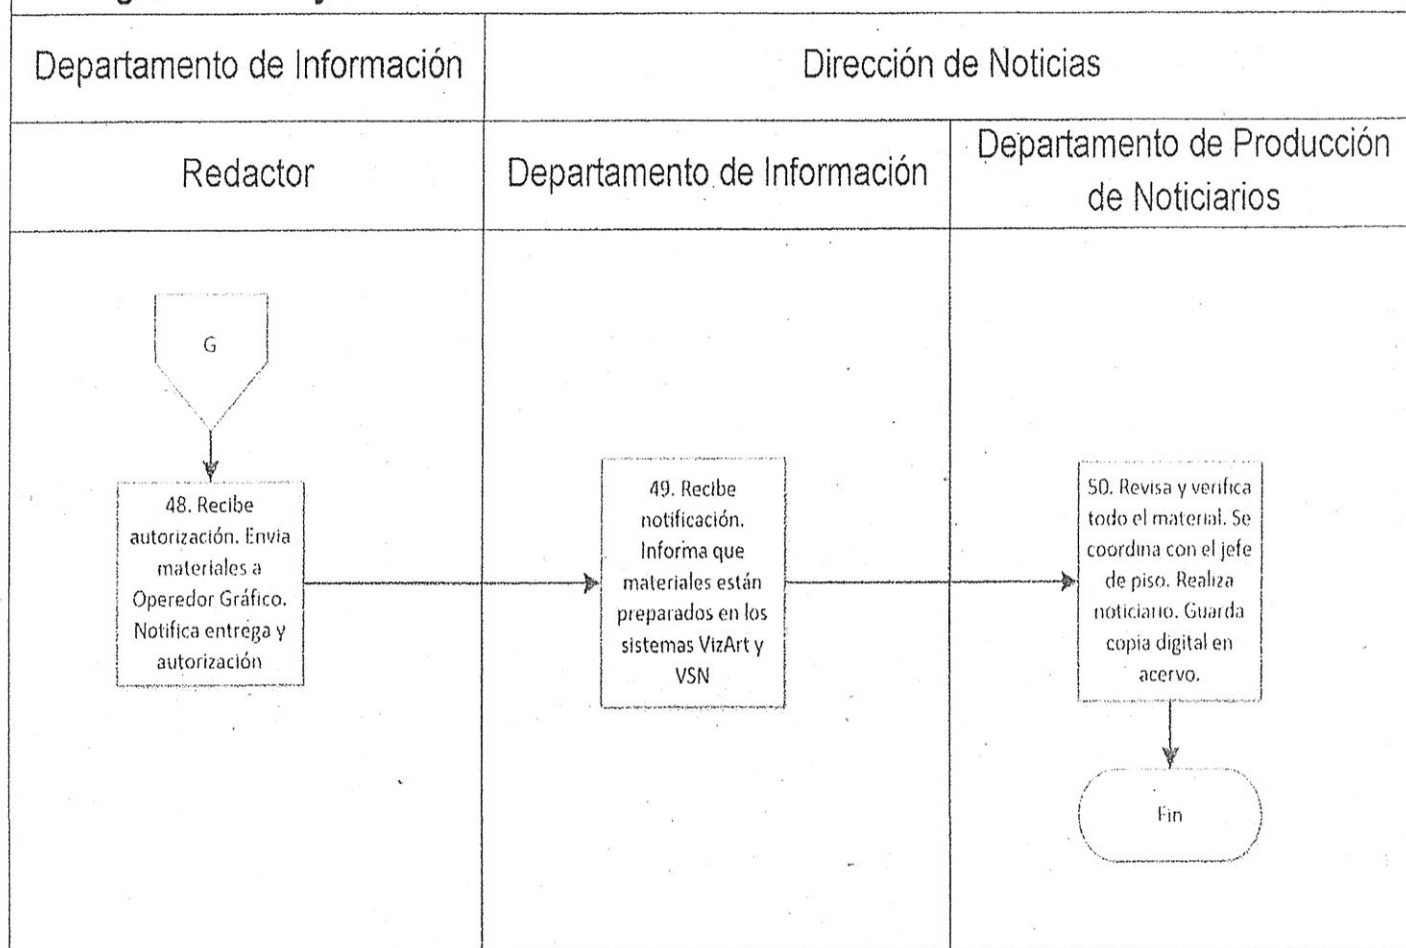 Departamento de Información
Dirección de Noticias
Redactor
Departamento de Información
Departamento de Producción
de Noticiarios
G
48. Recibe
autorización. Envia
materiales a
Operedor Gráfico.
Notifica entrega y
autorización
49. Recibe
notificación.
Informa que
materiales están
preparados en los
sistemas VizArt y
VSN
50. Revisa y verifica
todo el material. Se
coordina con el jefe
de piso. Realiza
noticiario. Guarda
copia digital en
acervo.
Fin